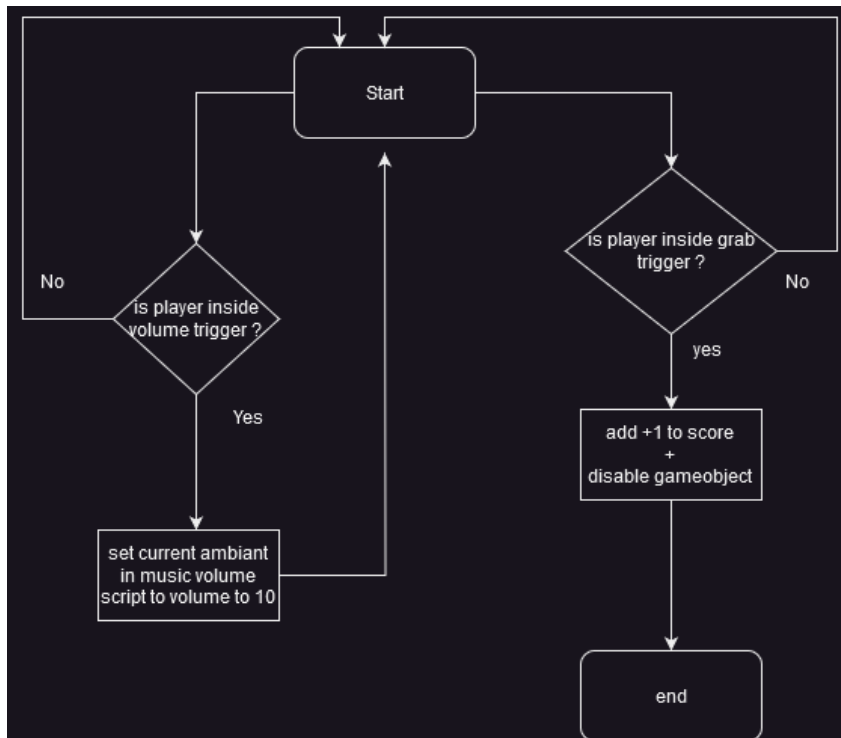 Start
is player inside grab
trigger ?
No
No
is player inside
volume trigger ?
yes
Yes
add +1 to score
+
disable gameobject
set current ambiant
in music volume
script to volume to 10
end